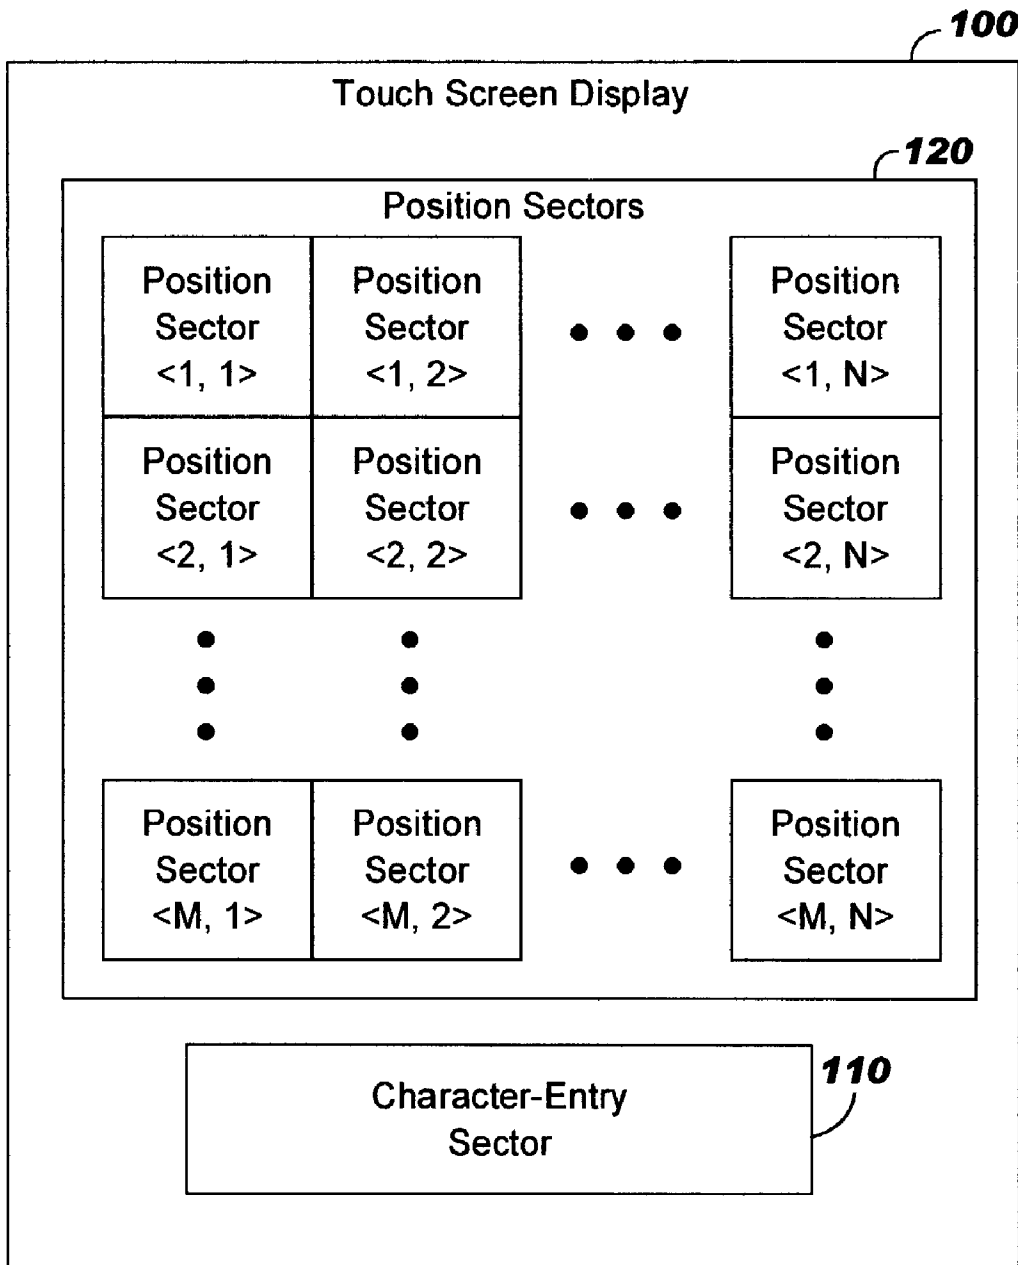 100
Touch Screen Display
120
Position Sectors
Position Position Position
Sector Sector Sector
<1, 1> <1, 2> <1, N>
Position Position Position
Sector Sector Sector
<2, 1> <2, 2> <2, N>
Position Position Position
Sector Sector Sector
<M, 1> <M, 2> <M, N>
110
Character-Entry
Sector